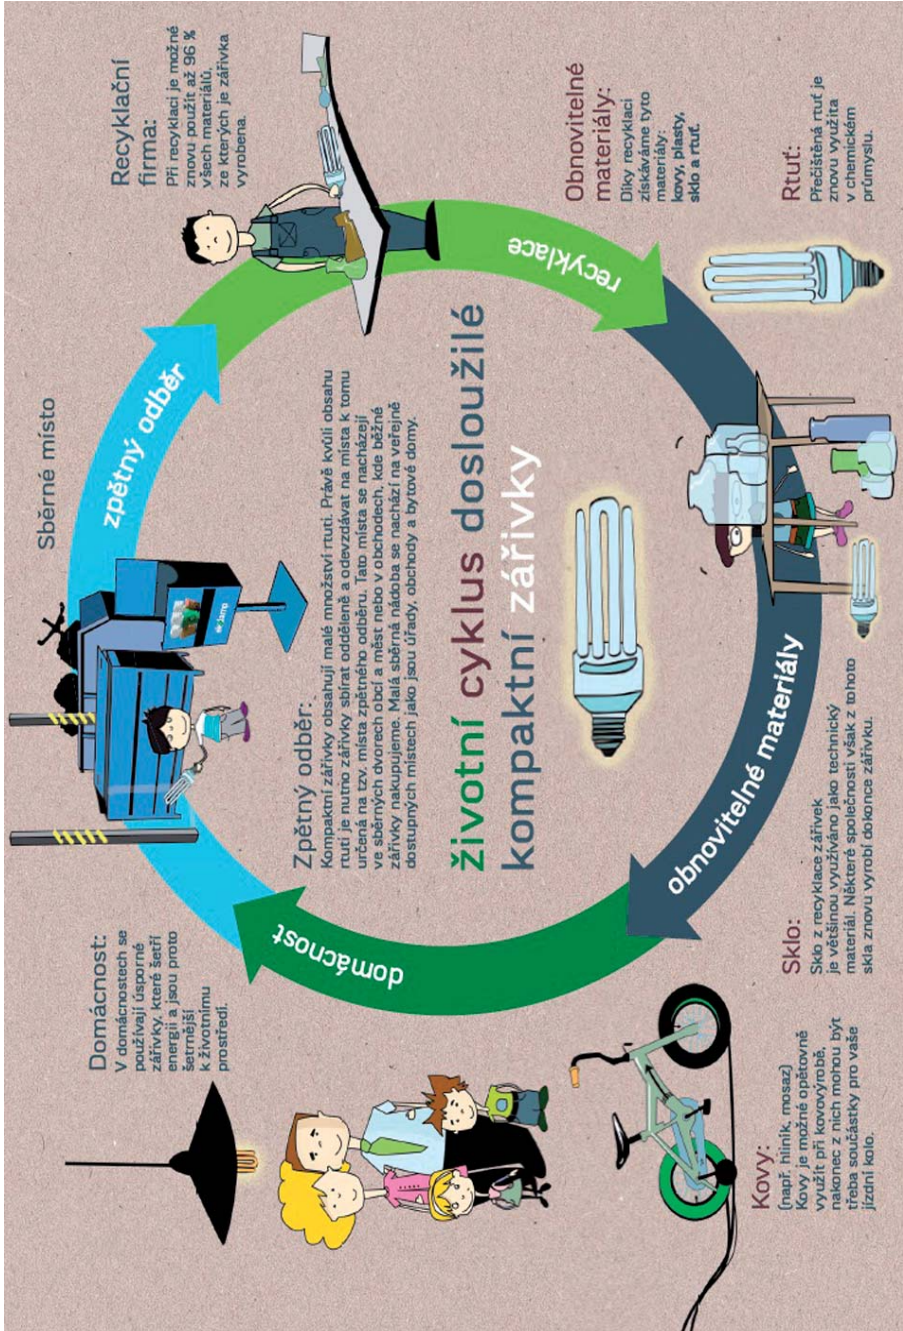 Sběrné místo
Domácnost:
V domácnostech se
používají úsporné
zářivky, které šetří
energii a jsou proto
šetrnější
k životnímu
prostředí.
Recyklační
firma:
Při recyklaci je možné
znovu použít až 96 %
všech materiálů,
ze kterých je zářivka
vyrobena.
zpětný odběr
Zpětný odběr:
Kompaktní zářivky obsahují malé množství rtuti. Právě kvůli obsahu
rtuti je nutno zářivky sbírat odděleně a odevzdávat na místa k tomu
určená na tzv. místa zpětného odběru. Tato místa se nacházejí
ve sběrných dvorech obcí a měst nebo v obchodech, kde běžné
zářivky nakupujeme. Malá sběrná nádoba se nachází na veřejně
dostupných místech jako jsou úřady, obchody a bytové domy.
domácnost
životní cyklus dosloužilé
kompaktní zářivky
recyklace
obnovitelné materiály
Obnovitelné
materiály:
Díky recyklaci
získáváme tyto
materiály:
kovy, plasty,
sklo a rtuť.
Kovy:
(např. hliník, mosaz)
Kovy je možné opětovně
využít při kovovýrobě,
nakonec z nich mohou být
třeba součástky pro vaše
jízdní kolo.
Sklo:
Sklo z recyklace zářivek
je většinou využíváno jako technický
materiál. Některé společnosti však z tohoto
skla znovu vyrobí dokonce zářivku.
Rtuť:
Přečištěná rtuť je
znovu využita
v chemickém
průmyslu.